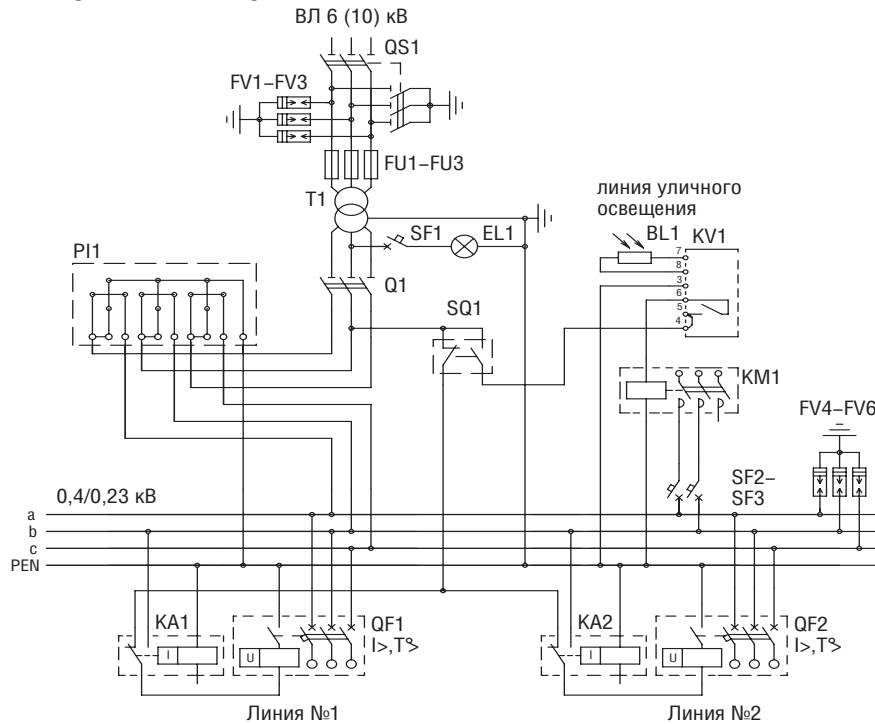 ВЛ 6 (10) кВ
QS1
FV1–FV3
FU1–FU3
T1
линия уличного
освещения
SF1
EL1
BL1
KV1
7
8
3
6
5
4
PI1
Q1
SQ1
KM1
FV4–FV6
SF2–
SF3
0,4/0,23 кВ
a
b
c
PEN
KA1
I
QF1
I>,T°>
U
KA2
I
QF2
I>,T°>
U
Линия №1
Линия №2